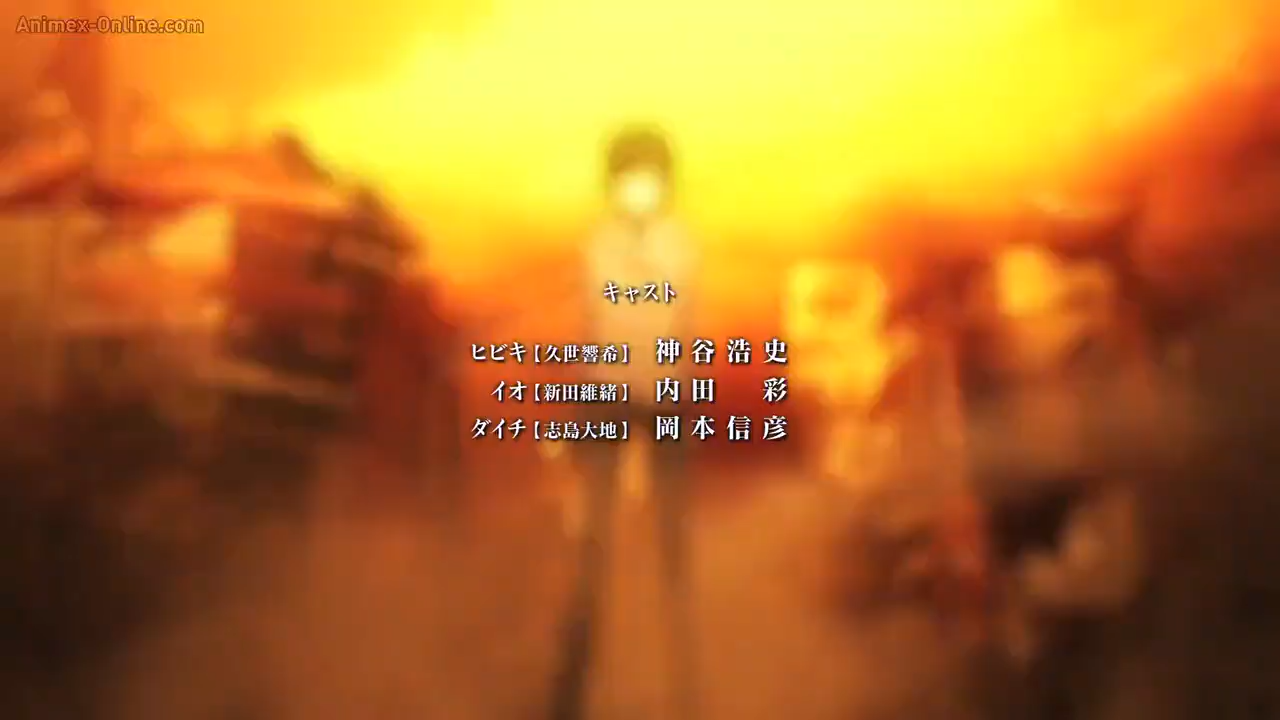 Animex-Online.com
キャスト
ヒビキ【久世響希】 神谷浩史
イオ【新田維緒】 内田 彩
ダイチ【志島大地】 岡本信彦